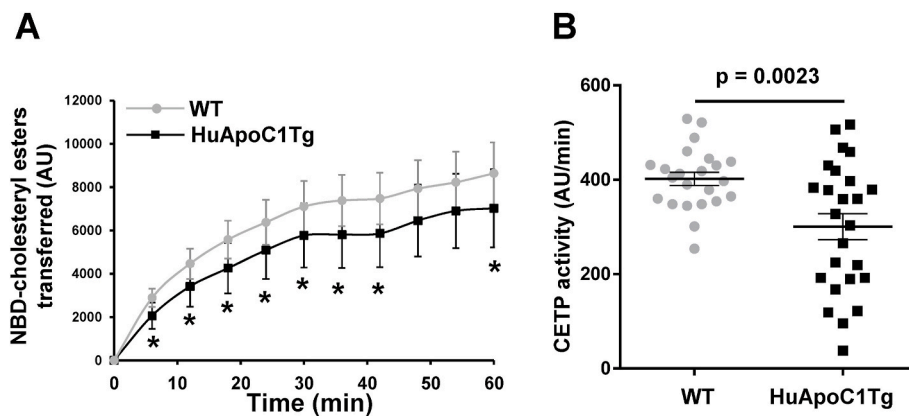 A
NBD-cholesteryl esters
transferred (AU)
12000
10000
8000
6000
4000
2000
0
WT
HuApoC1Tg
* * * * * * * *
0 10 20 30 40 50 60
Time (min)
B
p = 0.0023
CETP activity (AU/min)
600
400
200
0
WT HuApoC1Tg